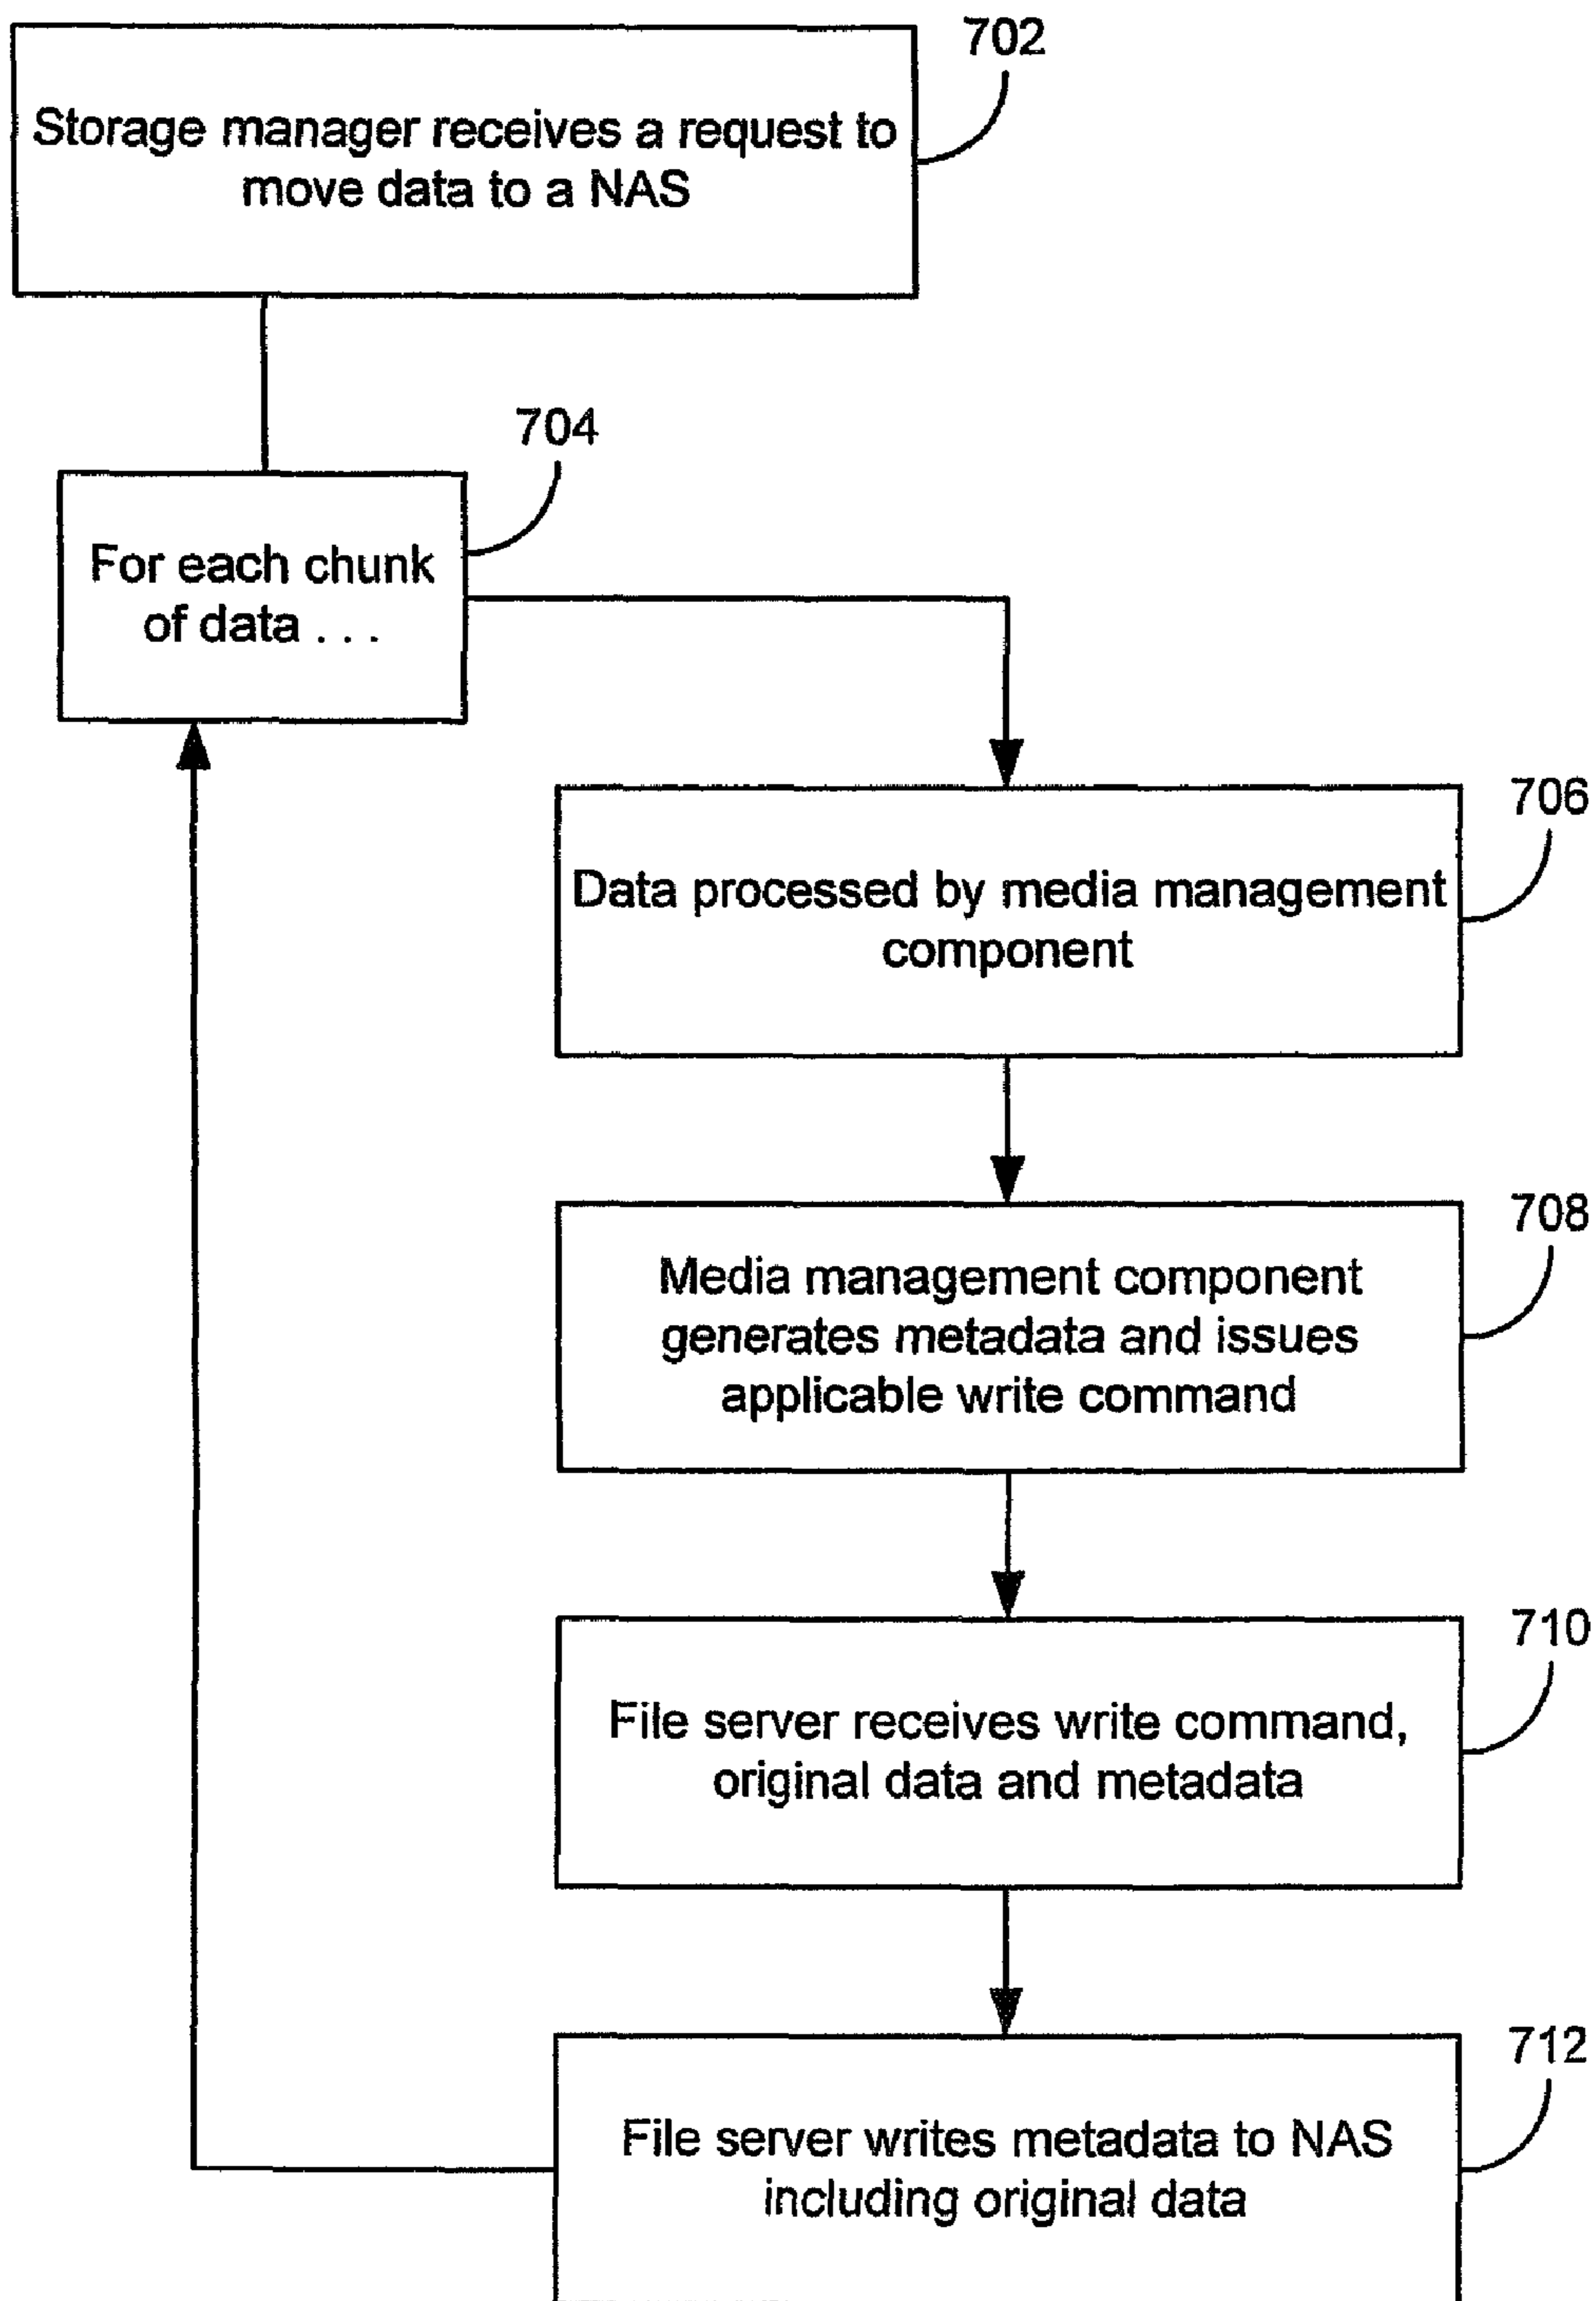 702
Storage manager receives a request to
move data to a NAS
704
For each chunk
of data . . .
706
Data processed by media management
component
708
Media management component
generates metadata and issues
applicable write command
710
File server receives write command,
original data and metadata
712
File server writes metadata to NAS
including original data